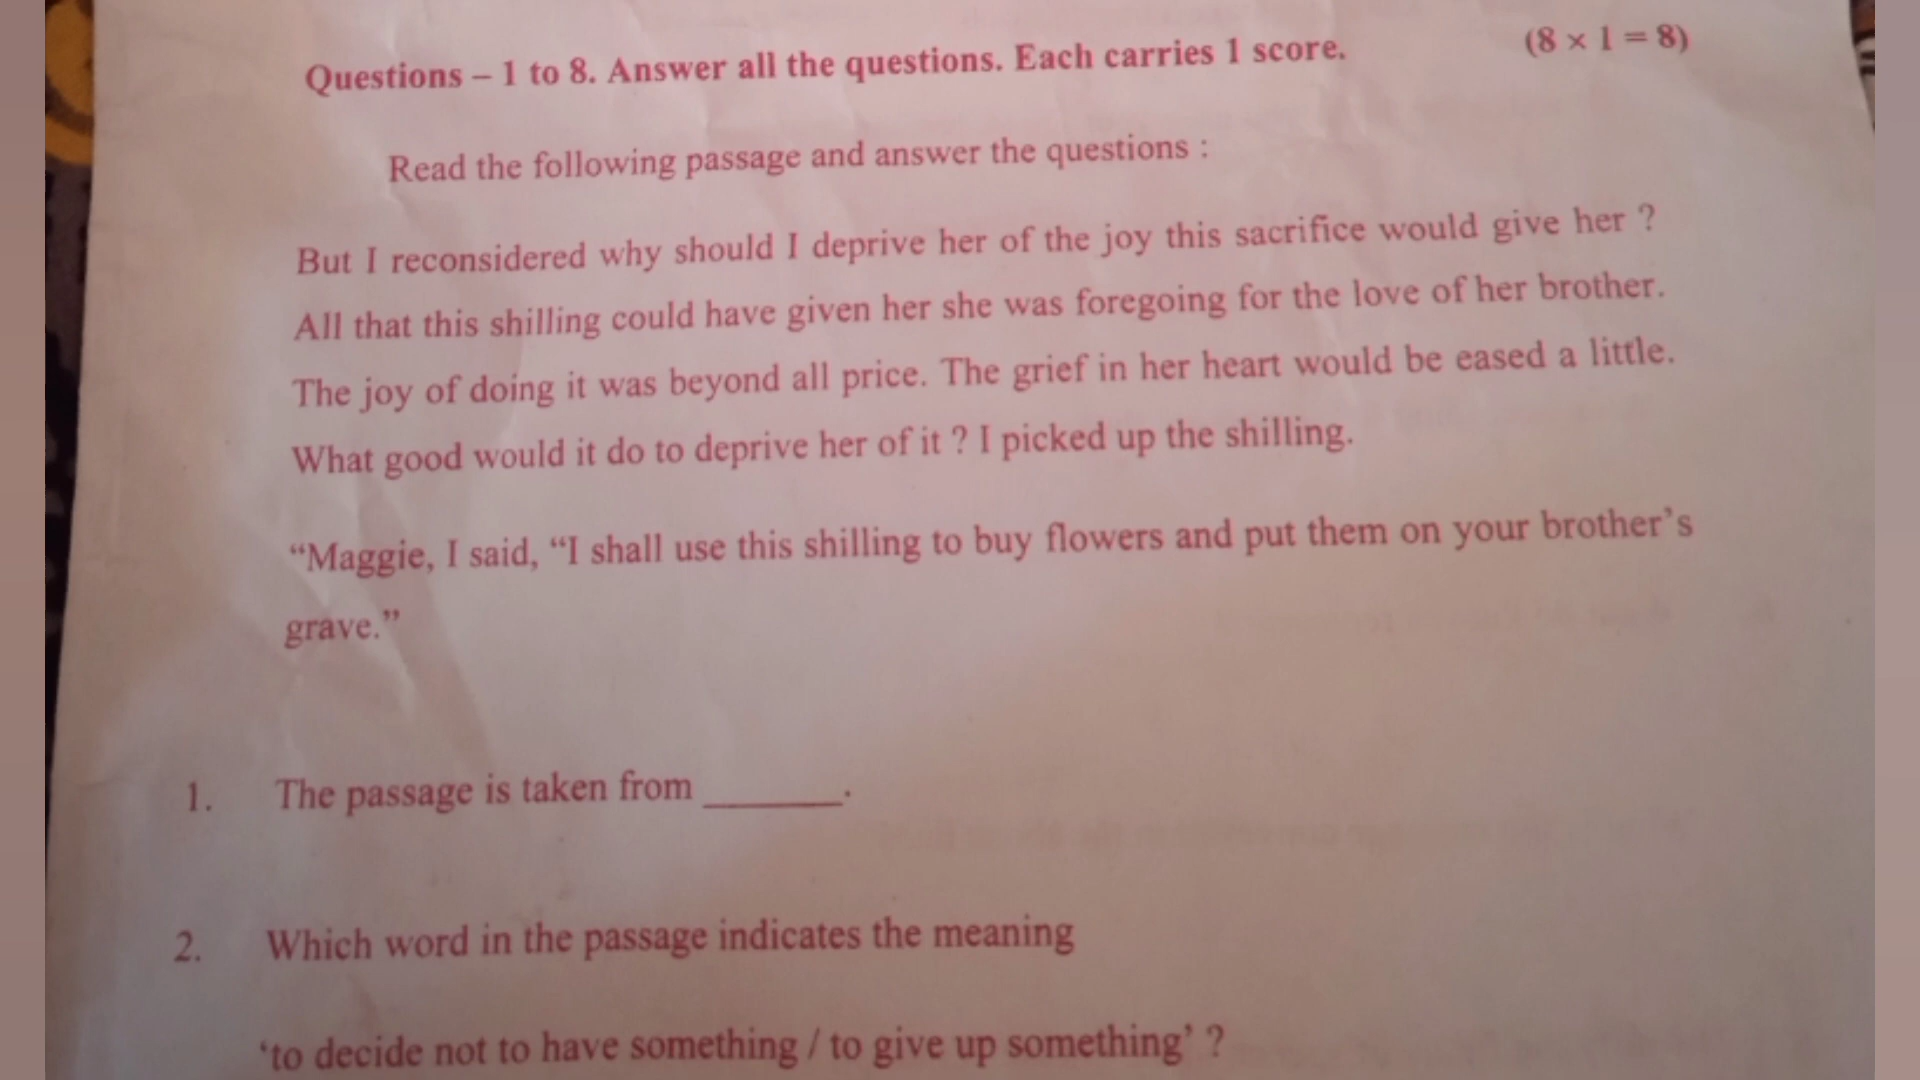 Questions – 1 to 8. Answer all the questions. Each carries 1 score. (8 × 1 = 8)
Read the following passage and answer the questions :
But I reconsidered why should I deprive her of the joy this sacrifice would give her ?
All that this shilling could have given her she was foregoing for the love of her brother.
The joy of doing it was beyond all price. The grief in her heart would be eased a little.
What good would it do to deprive her of it ? I picked up the shilling.
“Maggie, I said, “I shall use this shilling to buy flowers and put them on your brother’s
grave.”
1. The passage is taken from _______.
2. Which word in the passage indicates the meaning
‘to decide not to have something / to give up something’ ?